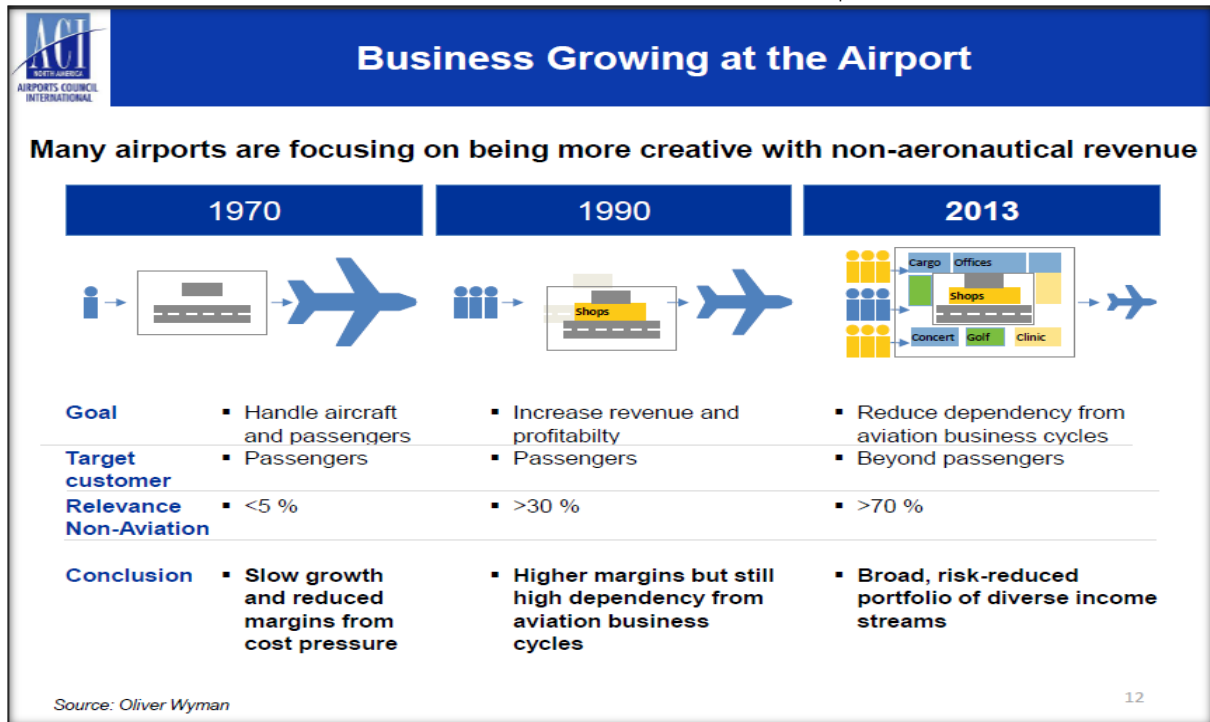 ACI
NORTH AMERICA
AIRPORTS COUNCIL
INTERNATIONAL
Business Growing at the Airport
Many airports are focusing on being more creative with non-aeronautical revenue
1970
1990
2013
Shops
Cargo
Offices
Shops
Concert
Golf
Clinic
Goal
▪ Handle aircraft
and passengers
▪ Increase revenue and
profitabilty
▪ Reduce dependency from
aviation business cycles
Target
customer
▪ Passengers
▪ Passengers
▪ Beyond passengers
Relevance
Non-Aviation
▪ <5 %
▪ >30 %
▪ >70 %
Conclusion
▪ Slow growth
and reduced
margins from
cost pressure
▪ Higher margins but still
high dependency from
aviation business
cycles
▪ Broad, risk-reduced
portfolio of diverse income
streams
Source: Oliver Wyman
12